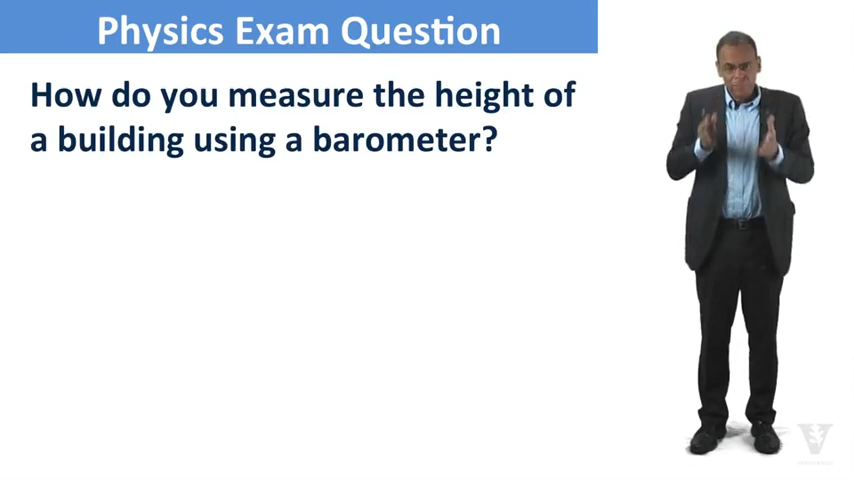 Physics Exam Question
How do you measure the height of
a building using a barometer?